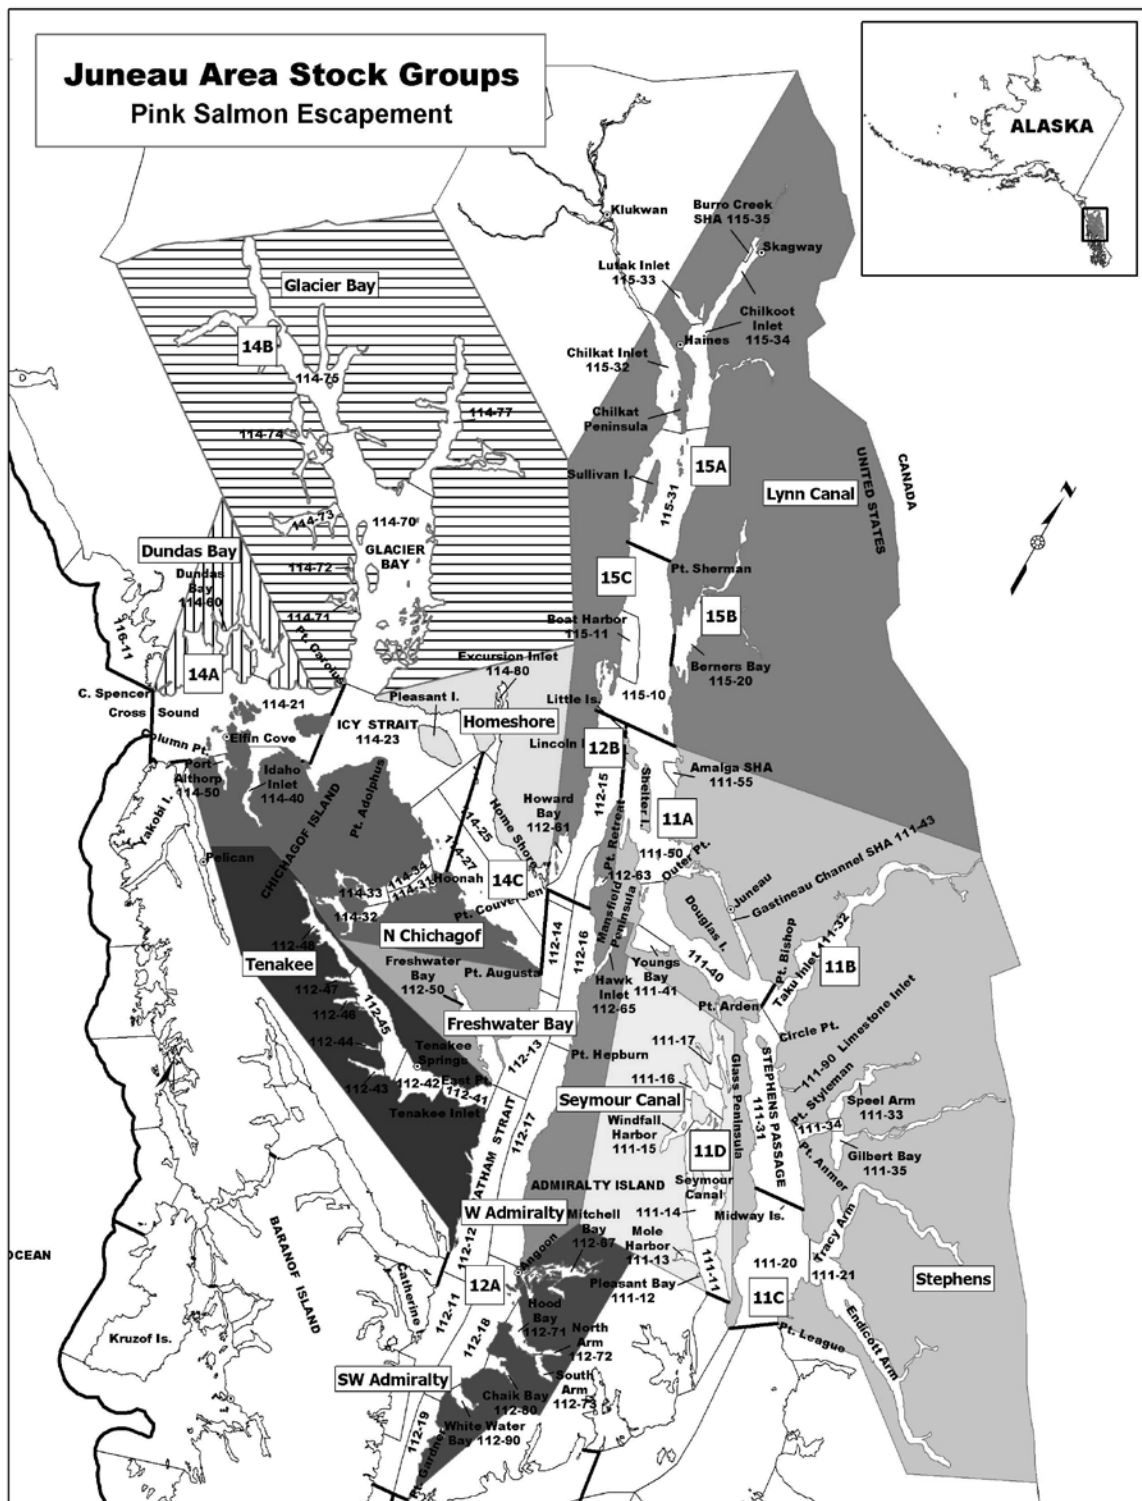 Juneau Area Stock Groups
Pink Salmon Escapement
ALASKA
Klukwan
Burro Creek
SHA 115-35
Skagway
Lutak Inlet
115-33
Chilkoot
Inlet
115-34
Haines
Chilkat Inlet
115-32
Chilkat
Peninsula
Glacier Bay
14B
114-75
114-77
114-74
Sullivan I.
15A
115-31
Lynn Canal
CANADA
UNITED STATES
Z
114-73
114-70
GLACIER
BAY
Dundas Bay
Dundas
Bay
114-60
114-72
114-71
Pt. Sherman
15C
15B
Boat Harbor
115-11
Berners Bay
115-20
116-11
14A
Pt. Carolus
Excursion Inlet
114-80
Pleasant I.
115-10
Little Is.
C. Spencer
Cross Sound
114-21
ICY STRAIT
114-23
Homeshore
Column Pt.
Elfin Cove
Lincoln I
12B
Port
Althorp
114-50
Idaho
Inlet
114-40
Amalga SHA
111-55
Yakobi I.
CHICHAGOF ISLAND
Pt. Adolphus
112-15
Shelter I.
Howard
Bay
112-61
Home Shore
114-25
Pt. Retreat
11A
Gastineau Channel SHA 111-43
111-50
Outer Pt.
Pelican
114-27
114-34
114-33
114-31
Hoonah
14C
112-63
Juneau
114-32
Pt. Couverden
Mansfield
Peninsula
Douglas I.
N Chichagof
112-14
112-16
Pt. Bishop
Taku Inlet 111-32
11B
112-48
Tenakee
Freshwater
Bay
112-50
Pt. Augusta
Youngs
Bay
111-41
111-40
Hawk
Inlet
112-65
112-47
112-46
112-45
Pt. Arden
Circle Pt.
Freshwater Bay
112-44
Tenakee
Springs
112-13
Pt. Hepburn
111-17
Glass Peninsula
STEPHENS PASSAGE
111-31
111-90 Limestone Inlet
112-43
112-42
East Pt.
112-41
111-16
Pt. Styleman
Speel Arm
111-33
Tenakee Inlet
Seymour Canal
111-34
Windfall
Harbor
111-15
11D
Gilbert Bay
111-35
112-17
Pt. Anmer
ATHAM STRAIT
ADMIRALTY ISLAND
Seymour
Canal
BARANOF ISLAND
W Admiralty
Mitchell
Bay
112-67
111-14
Midway Is.
OCEAN
112-12
Angoon
Mole
Harbor
111-13
Tracy Arm
111-20
Catherine I
12A
Pleasant Bay
111-12
111-11
111-21
Stephens
112-11
Hood
Bay
112-71
11C
Kruzof Is.
112-18
North
Arm
112-72
Pt. League
Endicott Arm
SW Admiralty
South
Arm
112-73
Chaik Bay
112-80
112-19
White Water
Bay 112-90
Pt. Gardner